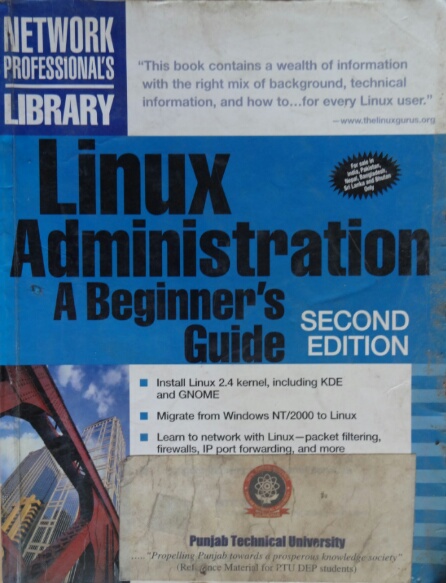 NETWORK
PROFESSIONAL'S
LIBRARY
"This book contains a wealth of information
with the right mix of background, technical
information, and how to...for every Linux user."
—www.thelinuxgurus.org
Linux
Administration
A Beginner's
Guide
SECOND
EDITION
For sale in
India, Pakistan,
Nepal, Bangladesh,
Sri Lanka and Bhutan
Only
Install Linux 2.4 kernel, including KDE
and GNOME
Migrate from Windows NT/2000 to Linux
Learn to network with Linux—packet filtering,
firewalls, IP port forwarding, and more
Punjab Technical University
....."Propelling Punjab towards a prosperous knowledge society"
(Reference Material for PTU DEP students)